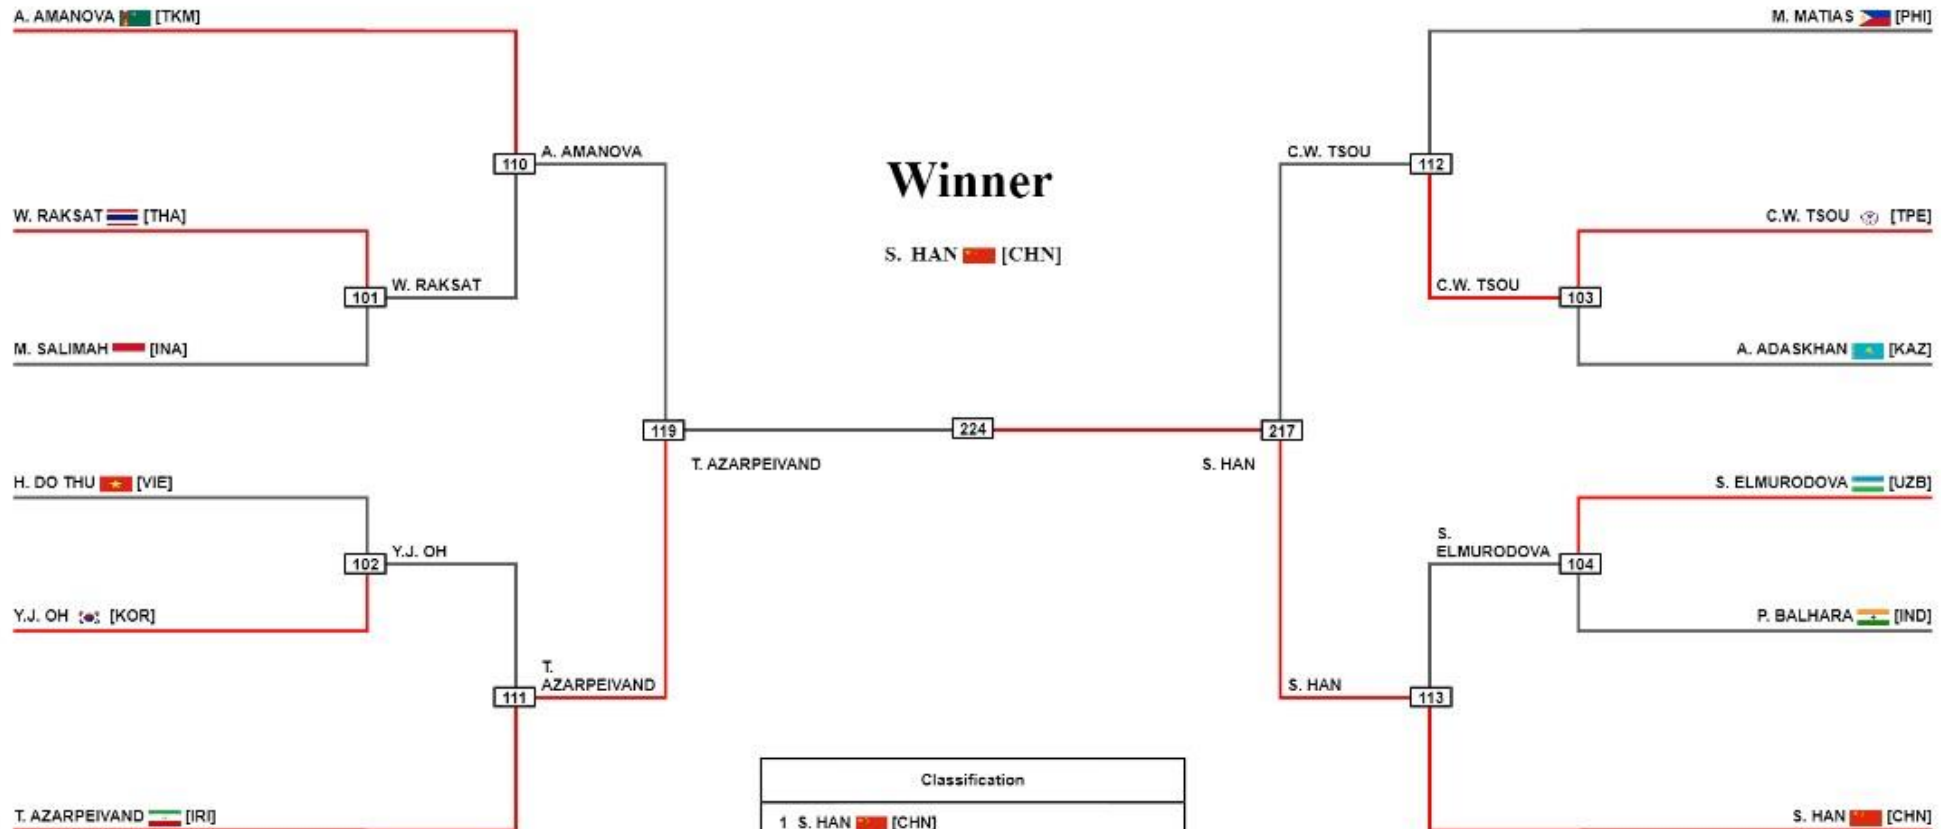 A. AMANOVA [TKM]
M. MATIAS [PHI]
110 A. AMANOVA
C.W. TSOU 112
Winner
W. RAKSAT [THA]
C.W. TSOU [TPE]
S. HAN [CHN]
101 W. RAKSAT
C.W. TSOU 103
M. SALIMAH [INA]
A. ADASKHAN [KAZ]
119
224
217
T. AZARPEIVAND
S. HAN
H. DO THU [VIE]
S. ELMURODOVA [UZB]
102 Y.J. OH
S.
ELMURODOVA 104
Y.J. OH [KOR]
P. BALHARA [IND]
T.
111 AZARPEIVAND
S. HAN 113
Classification
T. AZARPEIVAND [IRI]
1 S. HAN [CHN]
S. HAN [CHN]